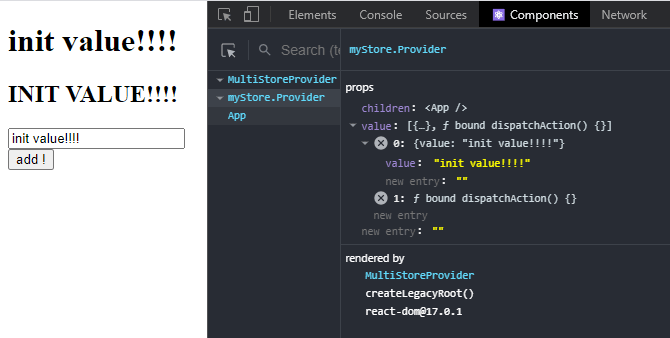 init value!!!!
INIT VALUE!!!!
init value!!!!
add !
Elements Console Sources Components Network
Search (te
myStore.Provider
MultiStoreProvider
myStore.Provider
App
props
children: <App />
value: [{…}, ƒ bound dispatchAction() {}]
0: {value: "init value!!!!"}
value: "init value!!!!"
new entry: ""
1: ƒ bound dispatchAction() {}
new entry
new entry: ""
rendered by
MultiStoreProvider
createLegacyRoot()
react-dom@17.0.1